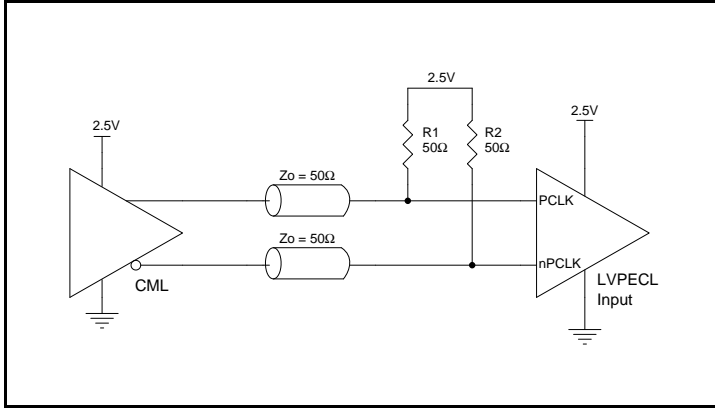 2.5V
2.5V
2.5V
R1
50Ω
R2
50Ω
Zo = 50Ω
PCLK
Zo = 50Ω
nPCLK
CML
LVPECL
Input